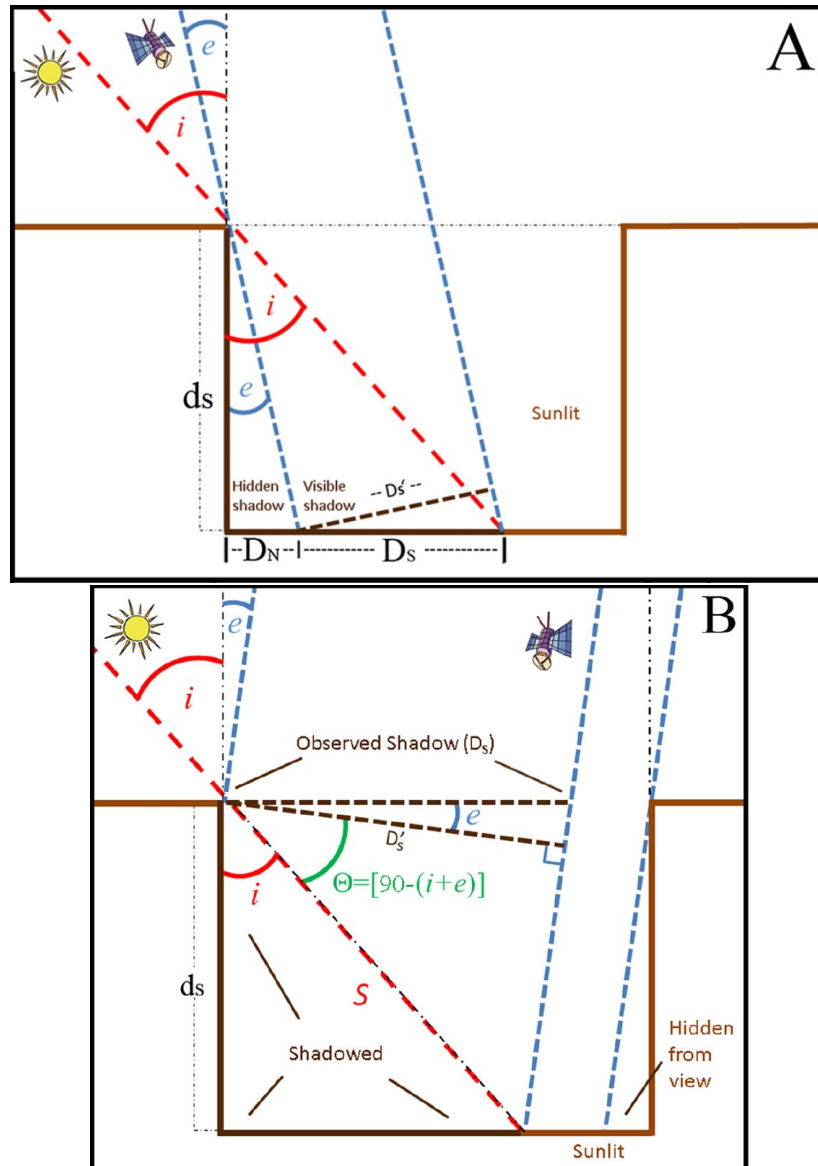 A
e
i
i
e
ds
Sunlit
Hidden
shadow
Visible
shadow
-- Ds′ --
DN
Ds
B
e
i
Observed Shadow (Ds)
e
Ds′
Θ=[90-(i+e)]
i
ds
S
Shadowed
Hidden
from
view
Sunlit